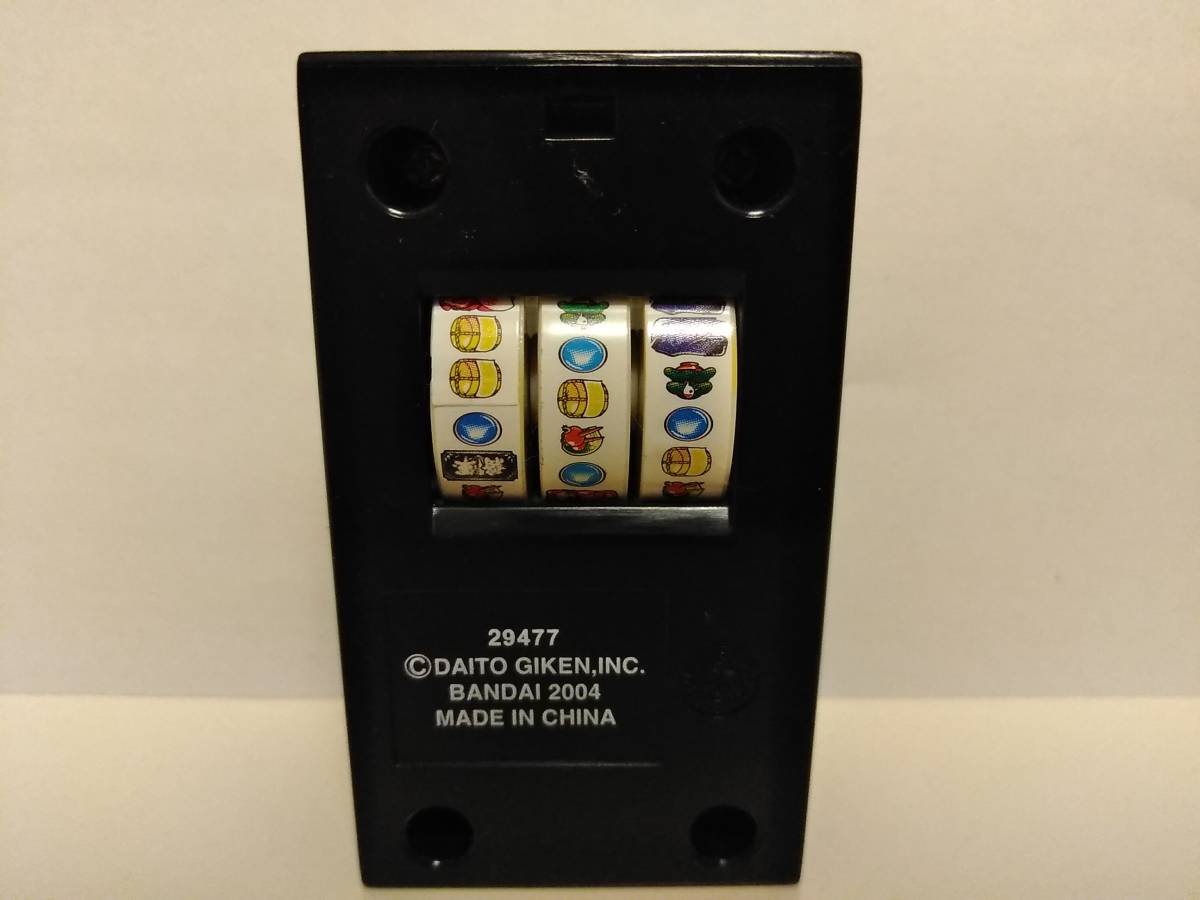 29477
©DAITO GIKEN,INC.
BANDAI 2004
MADE IN CHINA